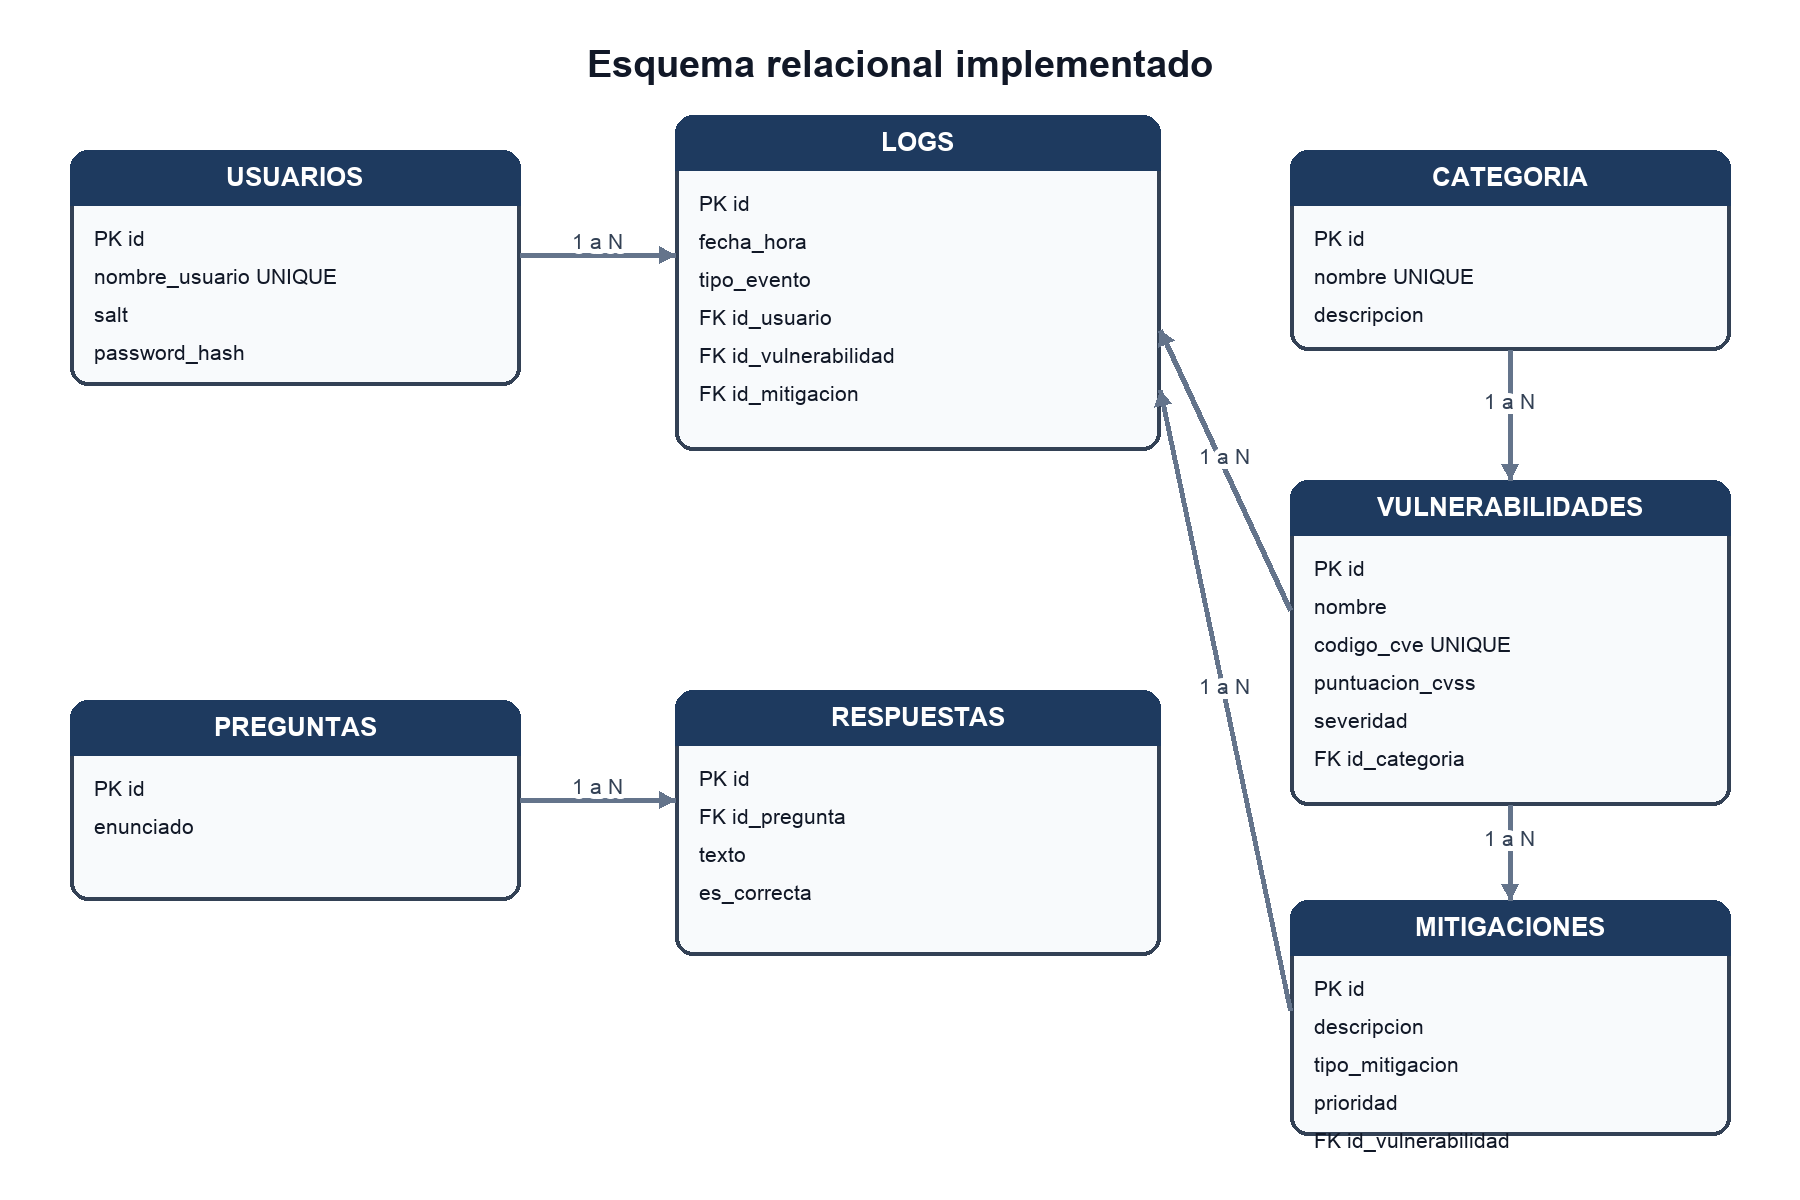 Esquema relacional implementado
USUARIOS
PK id
nombre_usuario UNIQUE
salt
password_hash
1 a N
LOGS
PK id
fecha_hora
tipo_evento
FK id_usuario
FK id_vulnerabilidad
FK id_mitigacion
CATEGORIA
PK id
nombre UNIQUE
descripcion
1 a N
1 a N
VULNERABILIDADES
PK id
nombre
codigo_cve UNIQUE
puntuacion_cvss
severidad
FK id_categoria
1 a N
PREGUNTAS
PK id
enunciado
1 a N
RESPUESTAS
PK id
FK id_pregunta
texto
es_correcta
1 a N
MITIGACIONES
PK id
descripcion
tipo_mitigacion
prioridad
FK id_vulnerabilidad